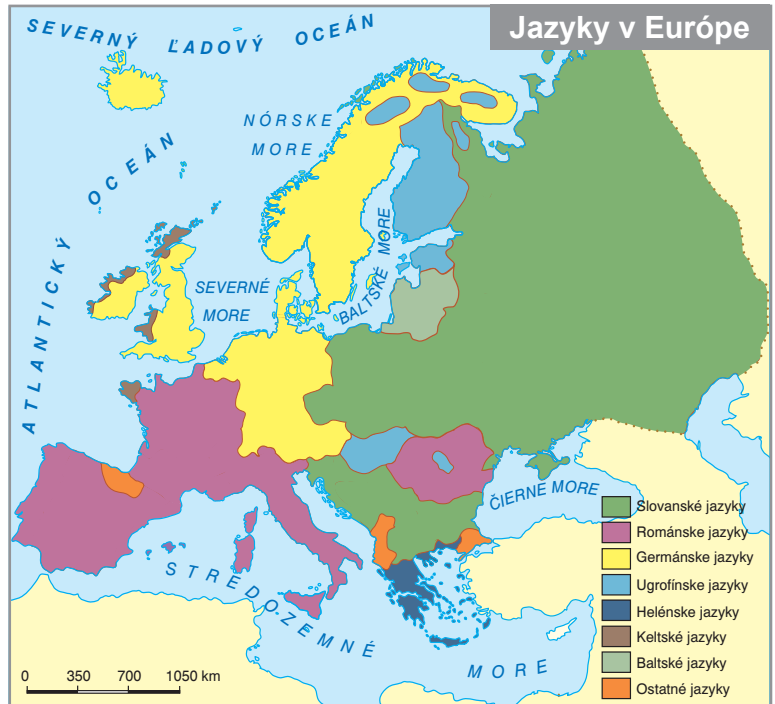 Jazyky v Európe
SEVERNÝ ĽADOVÝ OCEÁN
NÓRSKE
MORE
ATLANTICKÝ OCEÁN
SEVERNÉ
MORE
BALTSKÉ MORE
ČIERNE MORE
STREDOZEMNÉ MORE
Slovanské jazyky
Románske jazyky
Germánske jazyky
Ugrofínske jazyky
Helénske jazyky
Keltské jazyky
Baltské jazyky
Ostatné jazyky
0 350 700 1050 km